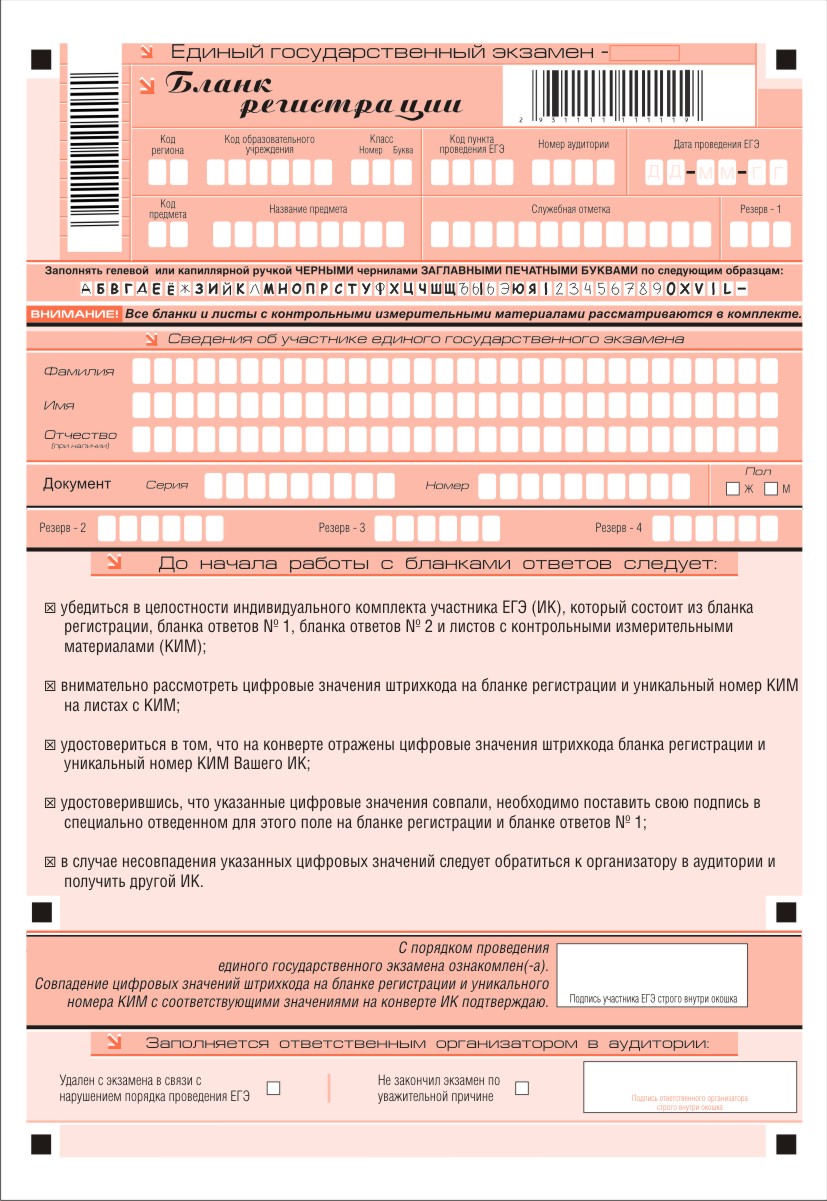 Единый государственный экзамен -
Бланк
регистрации
2 9 3 1 1 1 1 1 1 1 1 1 9
Код региона
Код образовательного учреждения
Класс
Номер Буква
Код пункта проведения ЕГЭ
Номер аудитории
Дата проведения ЕГЭ
Д Д - М М - Г Г
Код предмета
Название предмета
Служебная отметка
Резерв - 1
Заполнять гелевой или капиллярной ручкой ЧЕРНЫМИ чернилами ЗАГЛАВНЫМИ ПЕЧАТНЫМИ БУКВАМИ по следующим образцам:
А Б В Г Д Е Ё Ж З И Й К Л М Н О П Р С Т У Ф Х Ц Ч Ш Щ Ъ Ы Ь Э Ю Я 1 2 3 4 5 6 7 8 9 0 X V I L -
ВНИМАНИЕ! Все бланки и листы с контрольными измерительными материалами рассматриваются в комплекте.
Сведения об участнике единого государственного экзамена
Фамилия
Имя
Отчество
(при наличии)
Документ Серия Номер
Пол
Ж М
Резерв - 2 Резерв - 3 Резерв - 4
До начала работы с бланками ответов следует:
☒ убедиться в целостности индивидуального комплекта участника ЕГЭ (ИК), который состоит из бланка
регистрации, бланка ответов № 1, бланка ответов № 2 и листов с контрольными измерительными
материалами (КИМ);
☒ внимательно рассмотреть цифровые значения штрихкода на бланке регистрации и уникальный номер КИМ
на листах с КИМ;
☒ удостовериться в том, что на конверте отражены цифровые значения штрихкода бланка регистрации и
уникальный номер КИМ Вашего ИК;
☒ удостоверившись, что указанные цифровые значения совпали, необходимо поставить свою подпись в
специально отведенном для этого поле на бланке регистрации и бланке ответов № 1;
☒ в случае несовпадения указанных цифровых значений следует обратиться к организатору в аудитории и
получить другой ИК.
С порядком проведения
единого государственного экзамена ознакомлен(-а).
Совпадение цифровых значений штрихкода на бланке регистрации и уникального
номера КИМ с соответствующими значениями на конверте ИК подтверждаю.
Подпись участника ЕГЭ строго внутри окошка
Заполняется ответственным организатором в аудитории:
Удален с экзамена в связи с
нарушением порядка проведения ЕГЭ
Не закончил экзамен по
уважительной причине
Подпись ответственного организатора
строго внутри окошка